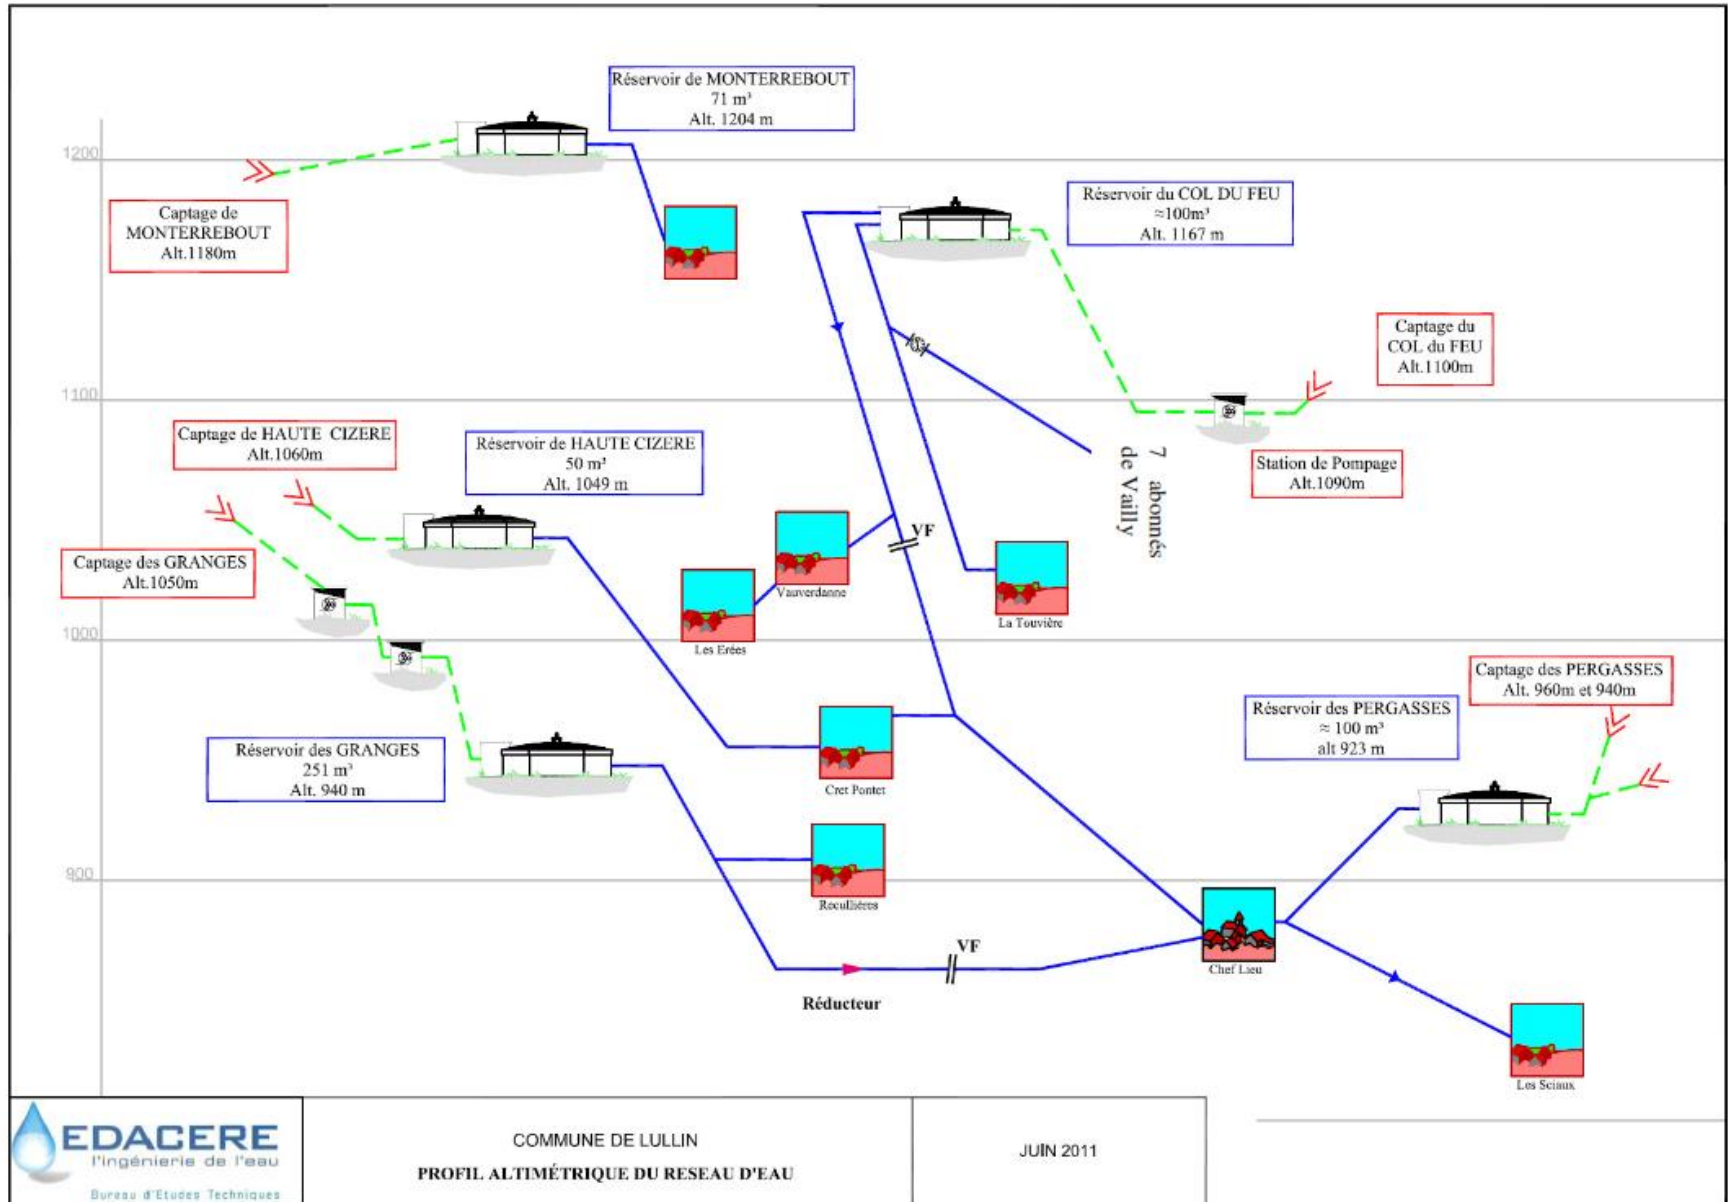 Réservoir de MONTERREBOUT
71 m³
Alt. 1204 m
1200
Captage de
MONTERREBOUT
Alt.1180m
Réservoir du COL DU FEU
≈100m³
Alt. 1167 m
Captage du
COL du FEU
Alt.1100m
1100
Captage de HAUTE CIZERE
Alt.1060m
Réservoir de HAUTE CIZERE
50 m³
Alt. 1049 m
7 abonnés
de Vailly
Station de Pompage
Alt.1090m
VF
Captage des GRANGES
Alt.1050m
Vauverdanne
La Touvière
1000
Les Erées
Captage des PERGASSES
Alt. 960m et 940m
Réservoir des PERGASSES
≈ 100 m³
alt 923 m
Réservoir des GRANGES
251 m³
Alt. 940 m
Cret Pontet
900
Recullières
VF
Chef Lieu
Réducteur
Les Sciaux
EDACERE
l'ingénierie de l'eau
Bureau d'Etudes Techniques
COMMUNE DE LULLIN
PROFIL ALTIMÉTRIQUE DU RESEAU D'EAU
JUIN 2011